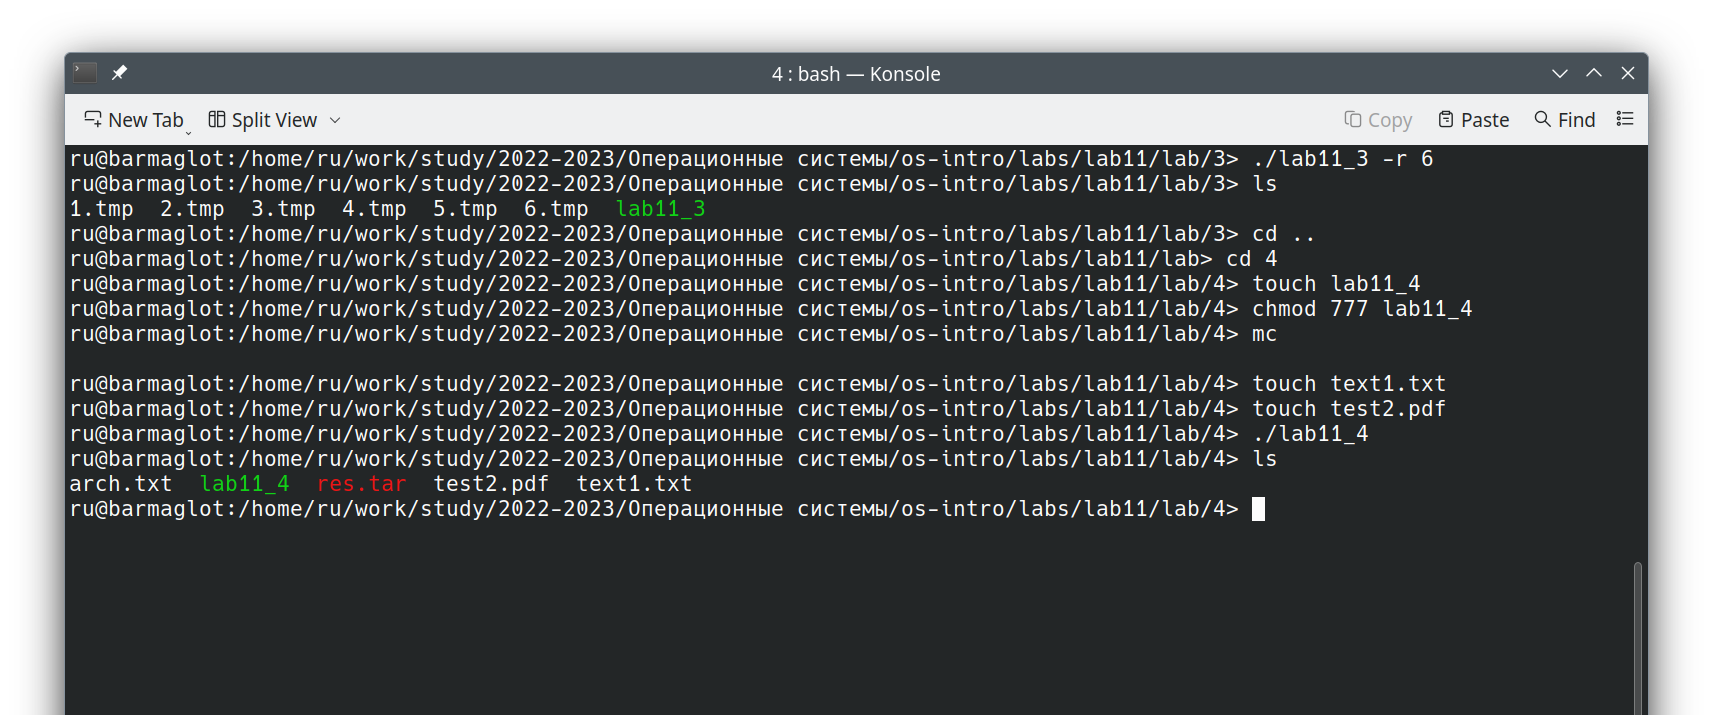 4 : bash — Konsole
New Tab Split View Copy Paste Find
ru@barmaglot:/home/ru/work/study/2022-2023/Операционные системы/os-intro/labs/lab11/lab/3> ./lab11_3 -r 6
ru@barmaglot:/home/ru/work/study/2022-2023/Операционные системы/os-intro/labs/lab11/lab/3> ls
1.tmp  2.tmp  3.tmp  4.tmp  5.tmp  6.tmp  lab11_3
ru@barmaglot:/home/ru/work/study/2022-2023/Операционные системы/os-intro/labs/lab11/lab/3> cd ..
ru@barmaglot:/home/ru/work/study/2022-2023/Операционные системы/os-intro/labs/lab11/lab> cd 4
ru@barmaglot:/home/ru/work/study/2022-2023/Операционные системы/os-intro/labs/lab11/lab/4> touch lab11_4
ru@barmaglot:/home/ru/work/study/2022-2023/Операционные системы/os-intro/labs/lab11/lab/4> chmod 777 lab11_4
ru@barmaglot:/home/ru/work/study/2022-2023/Операционные системы/os-intro/labs/lab11/lab/4> mc
ru@barmaglot:/home/ru/work/study/2022-2023/Операционные системы/os-intro/labs/lab11/lab/4> touch text1.txt
ru@barmaglot:/home/ru/work/study/2022-2023/Операционные системы/os-intro/labs/lab11/lab/4> touch test2.pdf
ru@barmaglot:/home/ru/work/study/2022-2023/Операционные системы/os-intro/labs/lab11/lab/4> ./lab11_4
ru@barmaglot:/home/ru/work/study/2022-2023/Операционные системы/os-intro/labs/lab11/lab/4> ls
arch.txt  lab11_4  res.tar  test2.pdf  text1.txt
ru@barmaglot:/home/ru/work/study/2022-2023/Операционные системы/os-intro/labs/lab11/lab/4>